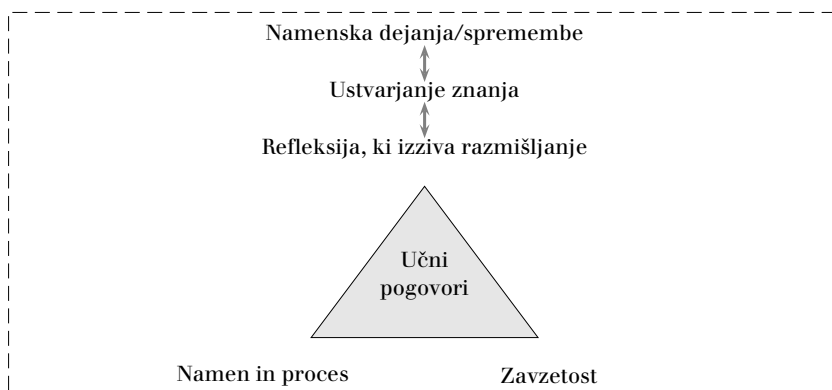 Namenska dejanja/spremembe
Ustvarjanje znanja
Refleksija, ki izziva razmišljanje
Učni
pogovori
Namen in proces
Zavzetost